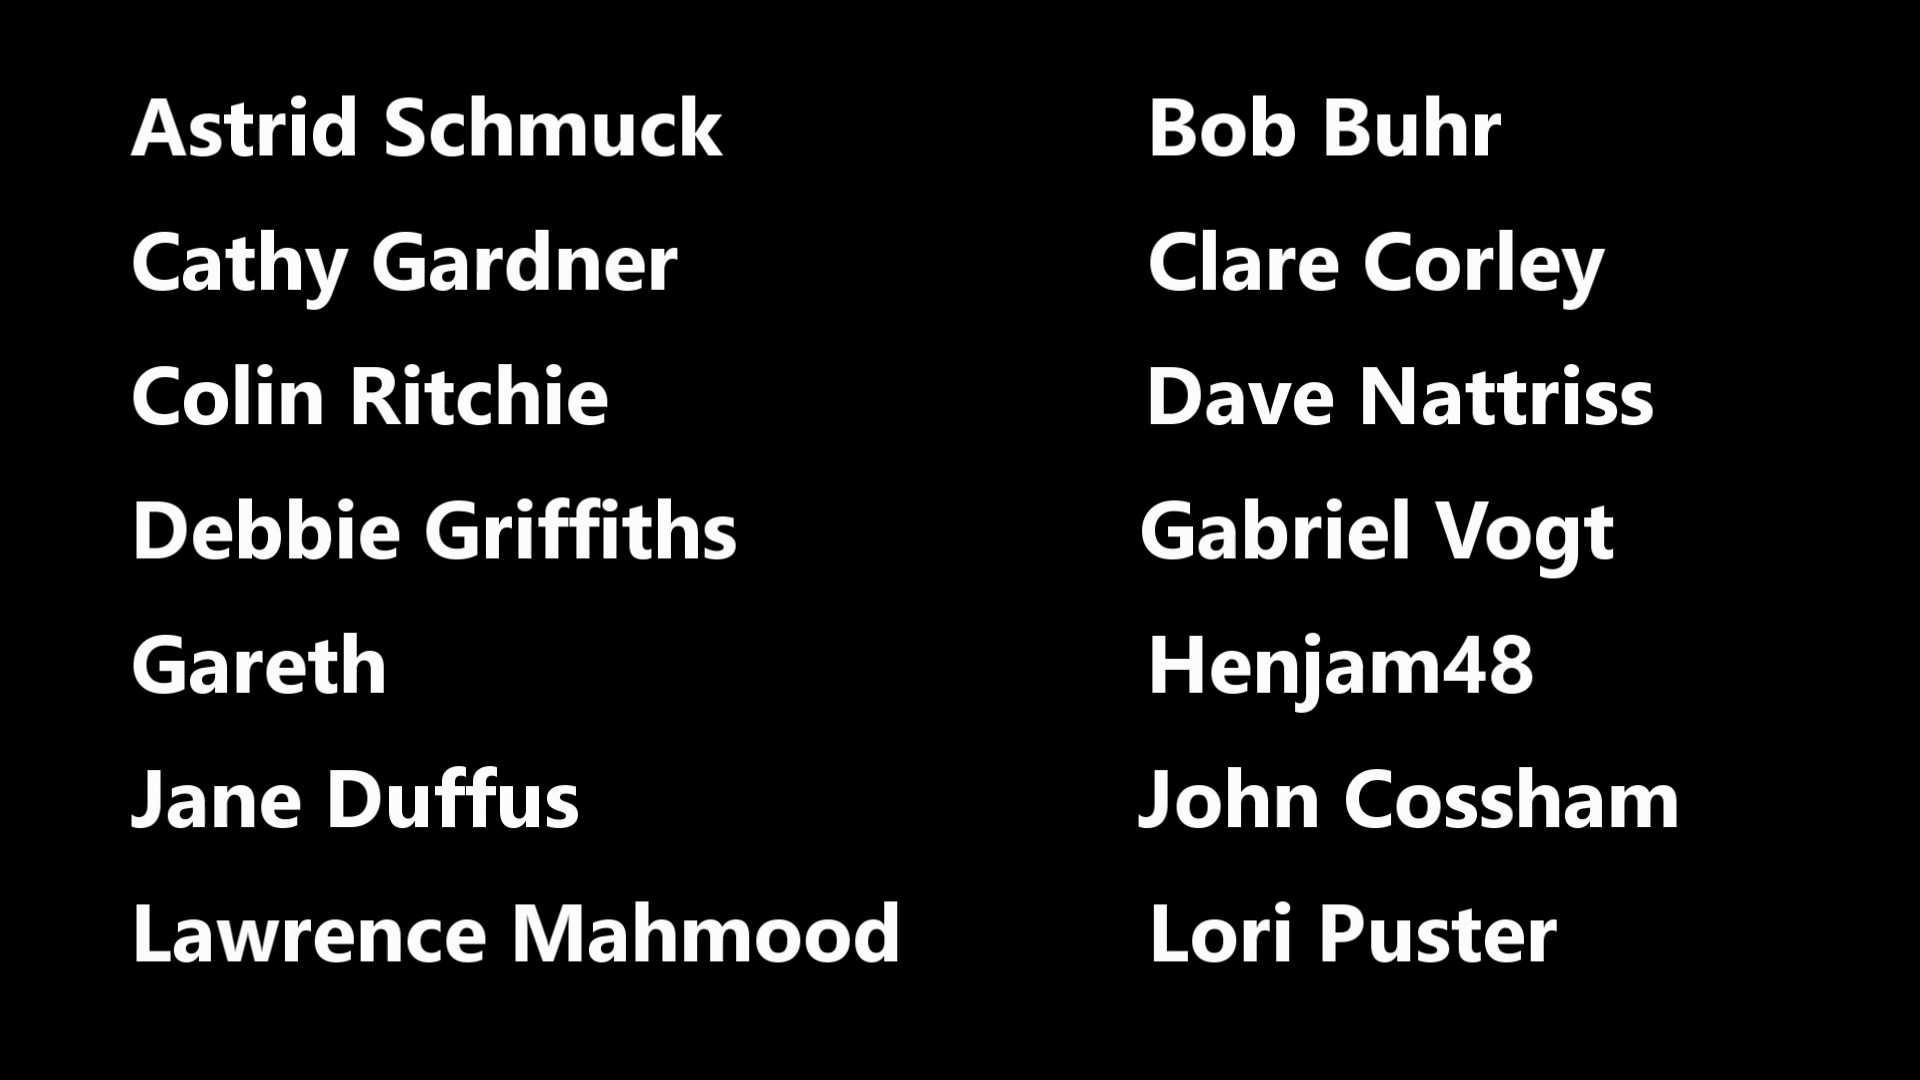 Astrid Schmuck
Bob Buhr
Cathy Gardner
Clare Corley
Colin Ritchie
Dave Nattriss
Debbie Griffiths
Gabriel Vogt
Gareth
Henjam48
Jane Duffus
John Cossham
Lawrence Mahmood
Lori Puster